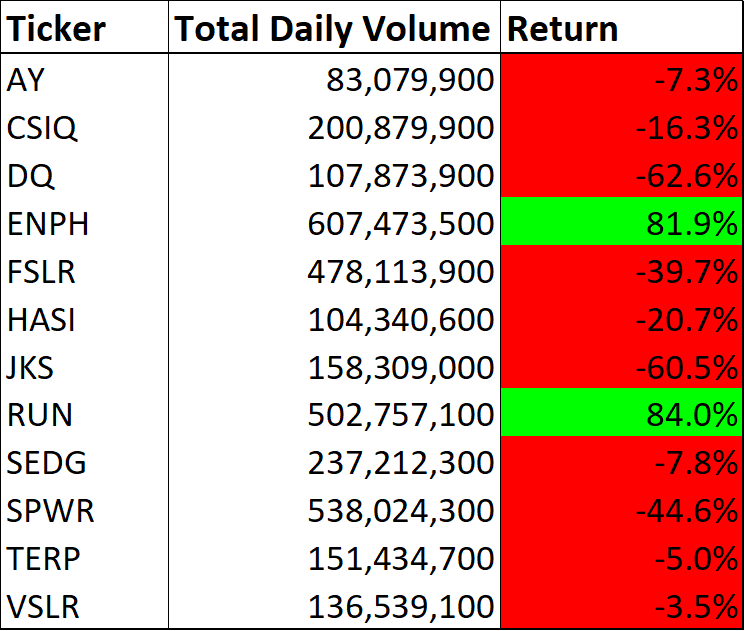 Ticker Total Daily Volume Return
AY 83,079,900 -7.3%
CSIQ 200,879,900 -16.3%
DQ 107,873,900 -62.6%
ENPH 607,473,500 81.9%
FSLR 478,113,900 -39.7%
HASI 104,340,600 -20.7%
JKS 158,309,000 -60.5%
RUN 502,757,100 84.0%
SEDG 237,212,300 -7.8%
SPWR 538,024,300 -44.6%
TERP 151,434,700 -5.0%
VSLR 136,539,100 -3.5%